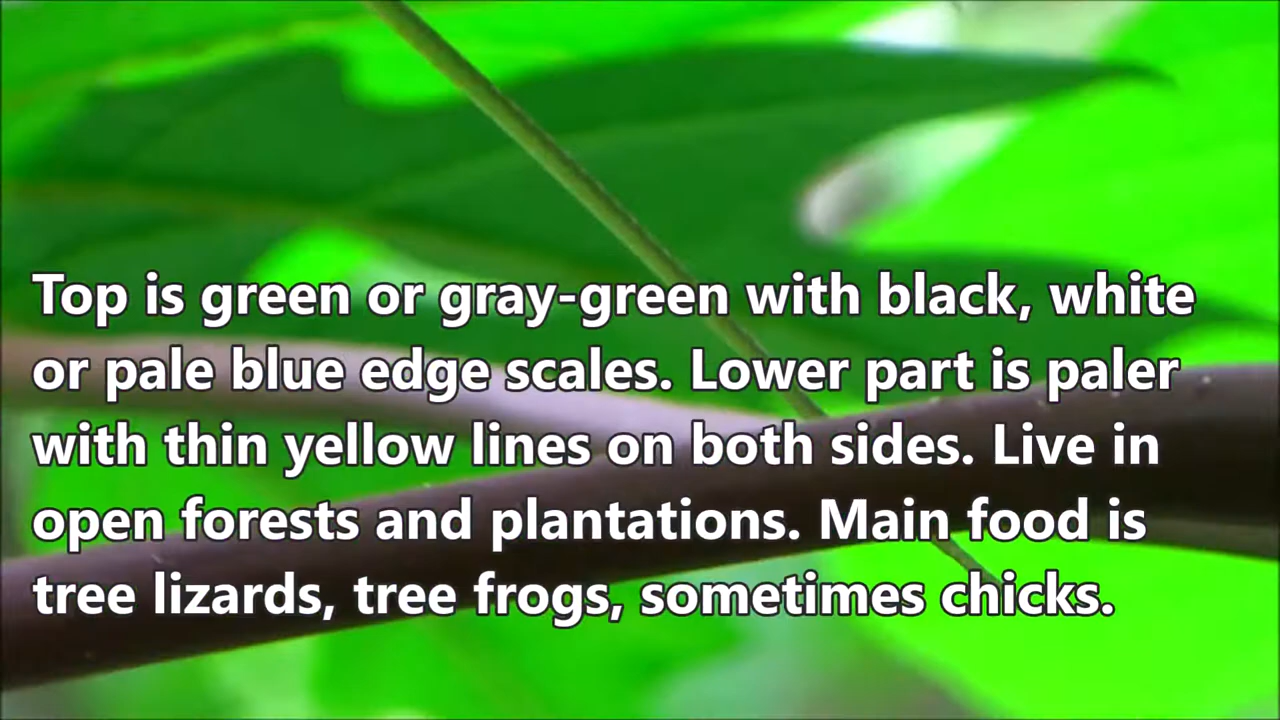 Top is green or gray-green with black, white
or pale blue edge scales. Lower part is paler
with thin yellow lines on both sides. Live in
open forests and plantations. Main food is
tree lizards, tree frogs, sometimes chicks.